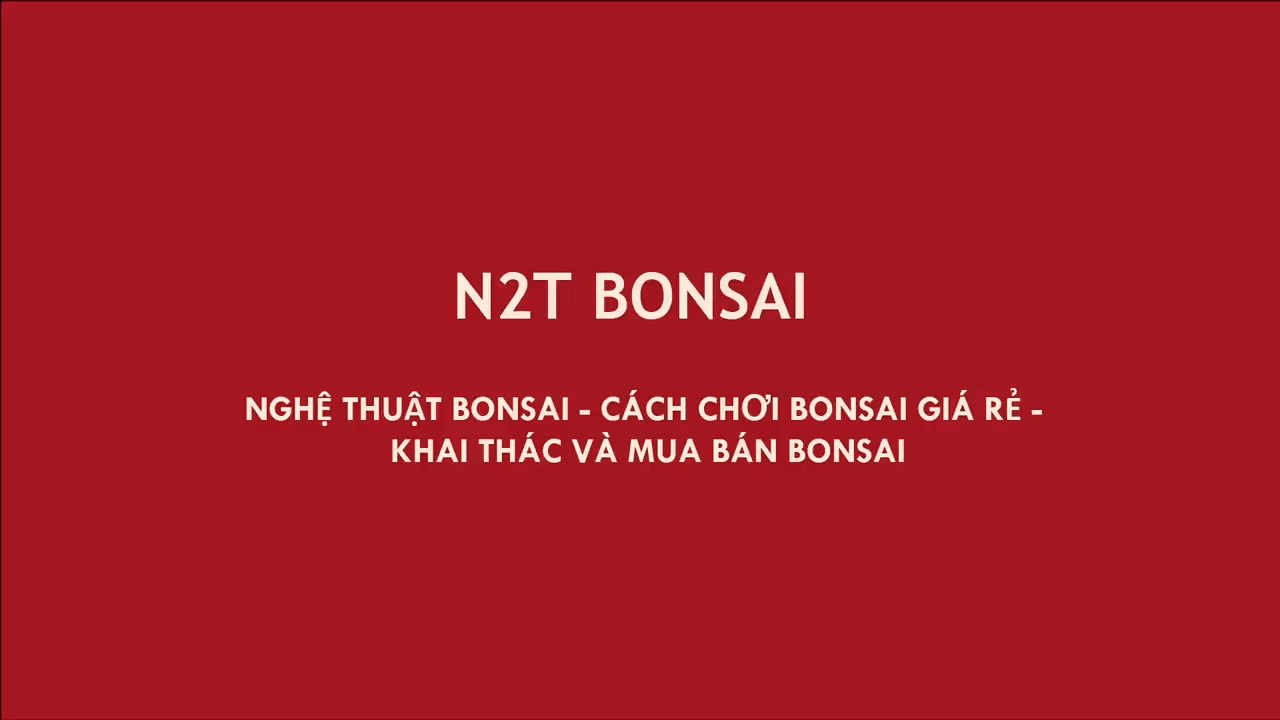 N2T BONSAI
NGHỆ THUẬT BONSAI - CÁCH CHƠI BONSAI GIÁ RẺ -
KHAI THÁC VÀ MUA BÁN BONSAI